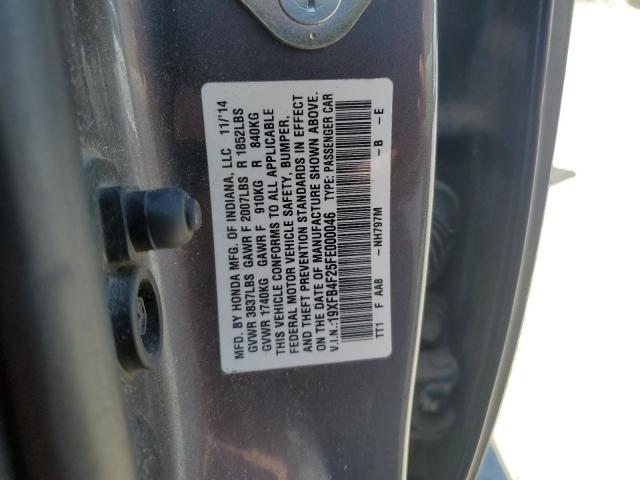 MFD. BY HONDA MFG. OF INDIANA, LLC 11/'14
GVWR 3837LBS GAWR F 2007LBS R 1852LBS
GVWR 1740KG GAWR F 910KG R 840KG
THIS VEHICLE CONFORMS TO ALL APPLICABLE
FEDERAL MOTOR VEHICLE SAFETY, BUMPER,
AND THEFT PREVENTION STANDARDS IN EFFECT
ON THE DATE OF MANUFACTURE SHOWN ABOVE.
V.I.N.:19XFB4F25FE000046 TYPE: PASSENGER CAR
TT1 F AA8 –NH797M –B –E